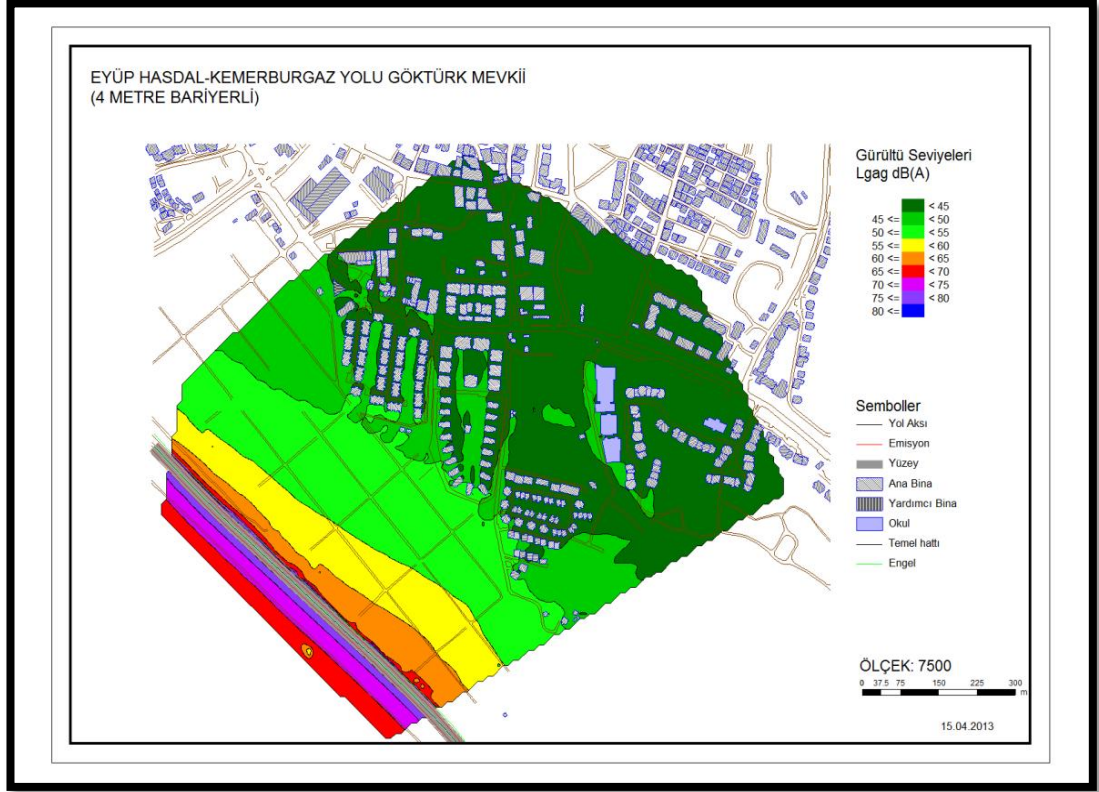 EYÜP HASDAL-KEMERBURGAZ YOLU GÖKTÜRK MEVKİİ
(4 METRE BARİYERLİ)
Gürültü Seviyeleri
Lgag dB(A)
< 45
45 <= < 50
50 <= < 55
55 <= < 60
60 <= < 65
65 <= < 70
70 <= < 75
75 <= < 80
80 <=
Semboller
Yol Aksı
Emisyon
Yüzey
Ana Bina
Yardımcı Bina
Okul
Temel hattı
Engel
ÖLÇEK: 7500
0 37.5 75 150 225 300
m
15.04.2013